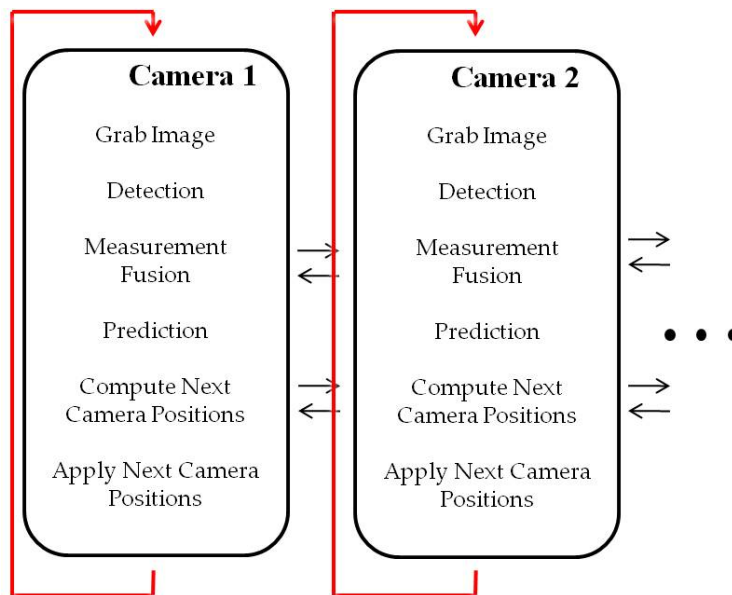 Camera 1
Grab Image
Detection
Measurement
Fusion
Prediction
Compute Next
Camera Positions
Apply Next Camera
Positions
Camera 2
Grab Image
Detection
Measurement
Fusion
Prediction
Compute Next
Camera Positions
Apply Next Camera
Positions